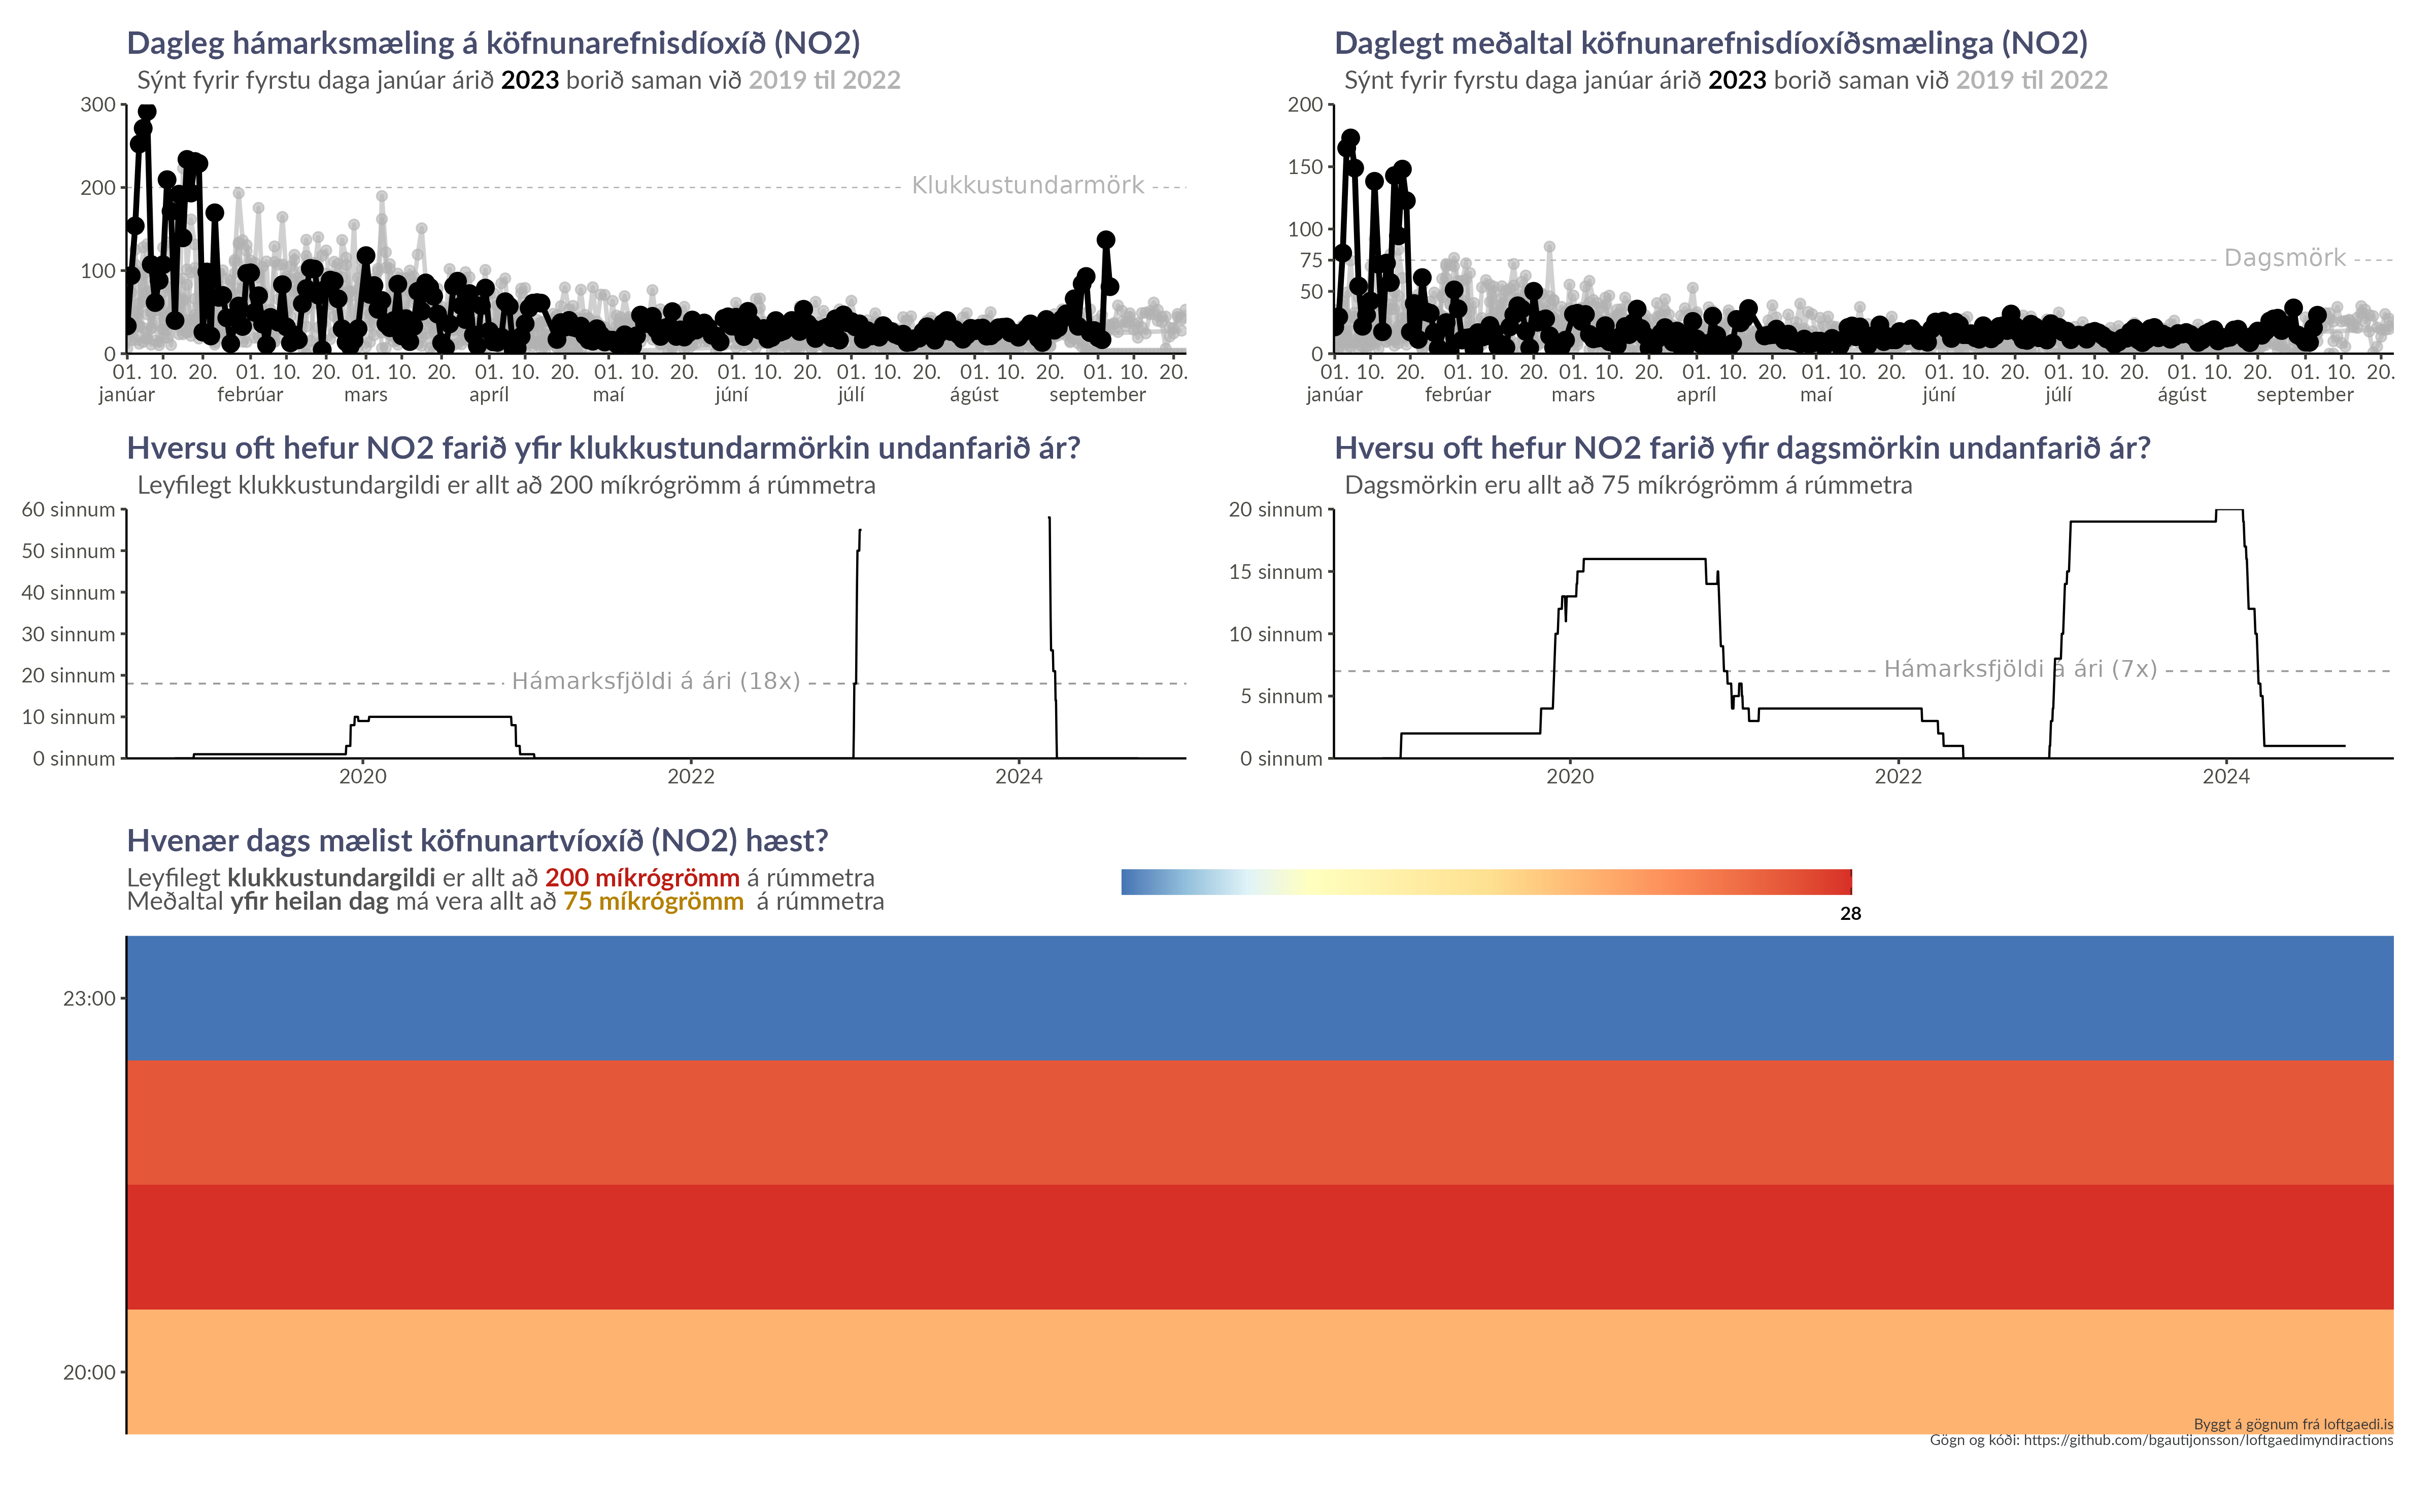 Dagleg hámarksmæling á köfnunarefnisdíoxíð (NO2)
Sýnt fyrir fyrstu daga janúar árið 2023 borið saman við 2019 til 2022
300
200
100
0
Klukkustundarmörk
01. 10. 20. 01. 10. 20. 01. 10. 20. 01. 10. 20. 01. 10. 20. 01. 10. 20. 01. 10. 20. 01. 10. 20. 01. 10. 20.
janúar febrúar mars apríl maí júní júlí ágúst september
Daglegt meðaltal köfnunarefnisdíoxíðsmælinga (NO2)
Sýnt fyrir fyrstu daga janúar árið 2023 borið saman við 2019 til 2022
200
150
100
75
50
0
Dagsmörk
01. 10. 20. 01. 10. 20. 01. 10. 20. 01. 10. 20. 01. 10. 20. 01. 10. 20. 01. 10. 20. 01. 10. 20. 01. 10. 20.
janúar febrúar mars apríl maí júní júlí ágúst september
Hversu oft hefur NO2 farið yfir klukkustundarmörkin undanfarið ár?
Leyfilegt klukkustundargildi er allt að 200 míkrógrömm á rúmmetra
60 sinnum
50 sinnum
40 sinnum
30 sinnum
20 sinnum
10 sinnum
0 sinnum
Hámarksfjöldi á ári (18x)
2020 2022 2024
Hversu oft hefur NO2 farið yfir dagsmörkin undanfarið ár?
Dagsmörkin eru allt að 75 míkrógrömm á rúmmetra
20 sinnum
15 sinnum
10 sinnum
5 sinnum
0 sinnum
Hámarksfjöldi á ári (7x)
2020 2022 2024
Hvenær dags mælist köfnunartvíoxíð (NO2) hæst?
Leyfilegt klukkustundargildi er allt að 200 míkrógrömm á rúmmetra
Meðaltal yfir heilan dag má vera allt að 75 míkrógrömm á rúmmetra
28
23:00
20:00
Byggt á gögnum frá loftgaedi.is
Gögn og kóði: https://github.com/bgautijonsson/loftgaedimyndiractions